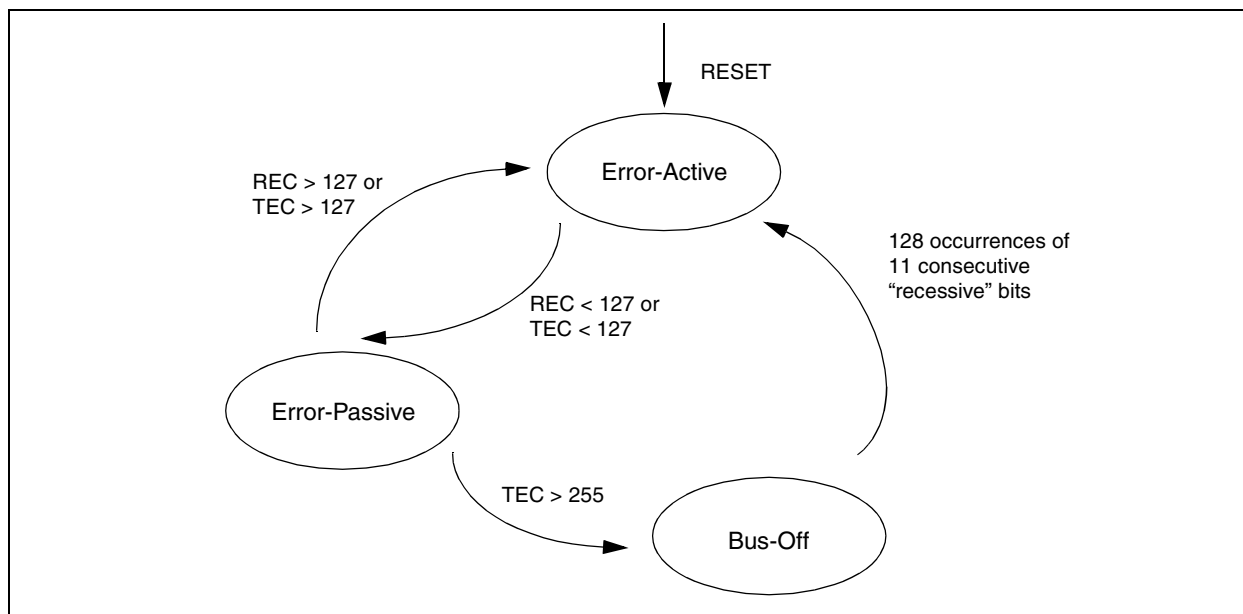 RESET
Error-Active
REC > 127 or
TEC > 127
128 occurrences of
11 consecutive
“recessive” bits
REC < 127 or
TEC < 127
Error-Passive
TEC > 255
Bus-Off